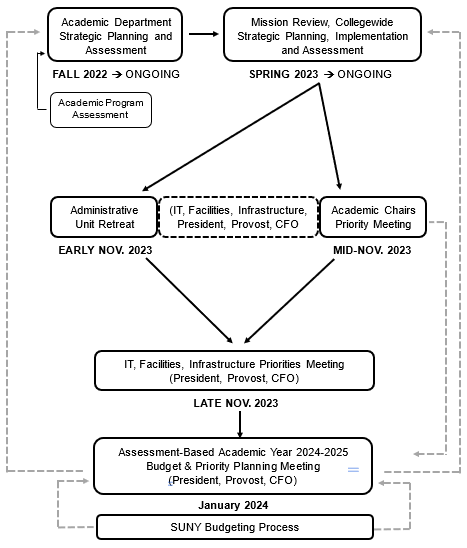 Academic Department
Strategic Planning and
Assessment
Mission Review, Collegewide
Strategic Planning, Implementation
and Assessment
FALL 2022 → ONGOING
SPRING 2023 → ONGOING
Academic Program
Assessment
Administrative
Unit Retreat
(IT, Facilities, Infrastructure,
President, Provost, CFO
Academic Chairs
Priority Meeting
EARLY NOV. 2023
MID-NOV. 2023
IT, Facilities, Infrastructure Priorities Meeting
(President, Provost, CFO)
LATE NOV. 2023
Assessment-Based Academic Year 2024-2025
Budget & Priority Planning Meeting
(President, Provost, CFO)
January 2024
SUNY Budgeting Process